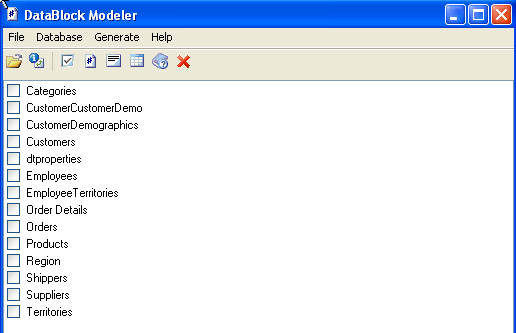 DataBlock Modeler
File Database Generate Help
Categories
CustomerCustomerDemo
CustomerDemographics
Customers
dtproperties
Employees
EmployeeTerritories
Order Details
Orders
Products
Region
Shippers
Suppliers
Territories